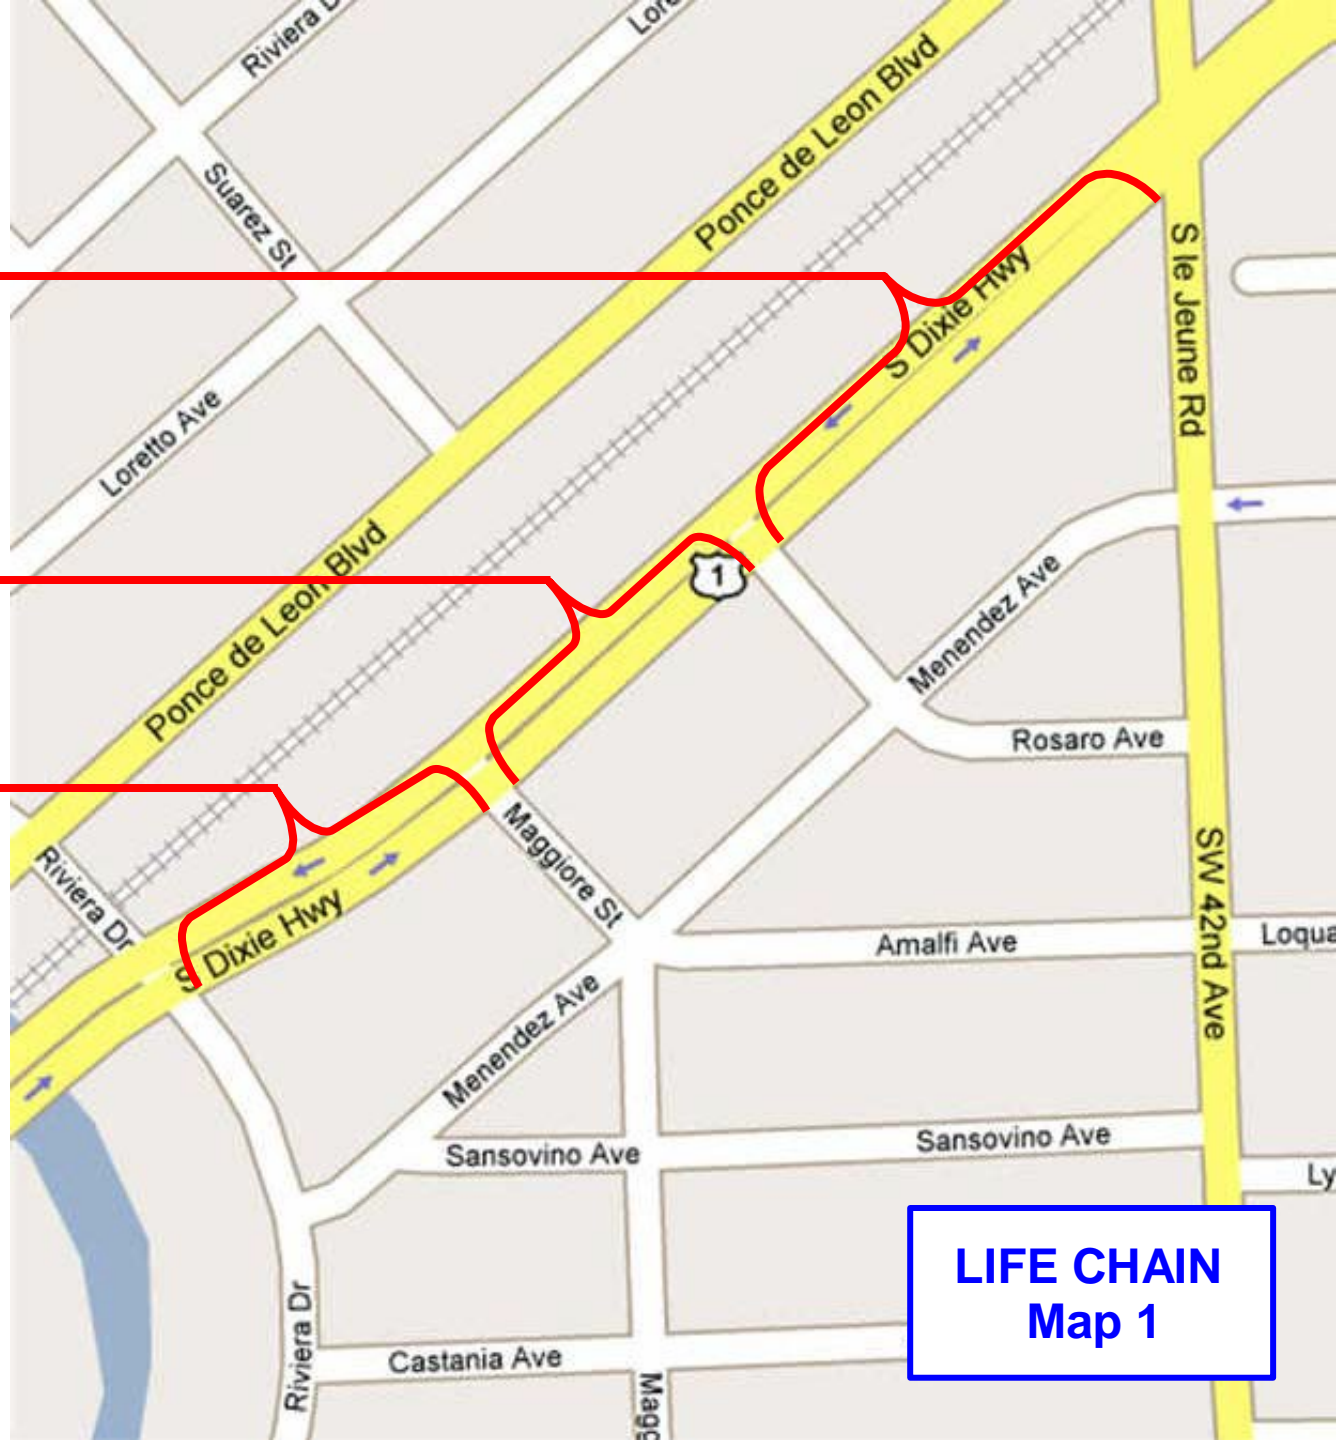 Riviera D
Lore
Ponce de Leon Blvd
Suarez St
S le Jeune Rd
S Dixie Hwy
Loretto Ave
Ponce de Leon Blvd
1
Menendez Ave
Rosaro Ave
Maggiore St
Riviera Dr
SW 42nd Ave
S Dixie Hwy
Amalfi Ave
Loqua
Menendez Ave
Sansovino Ave
Sansovino Ave
Ly
LIFE CHAIN
Map 1
Riviera Dr
Castania Ave
Magg